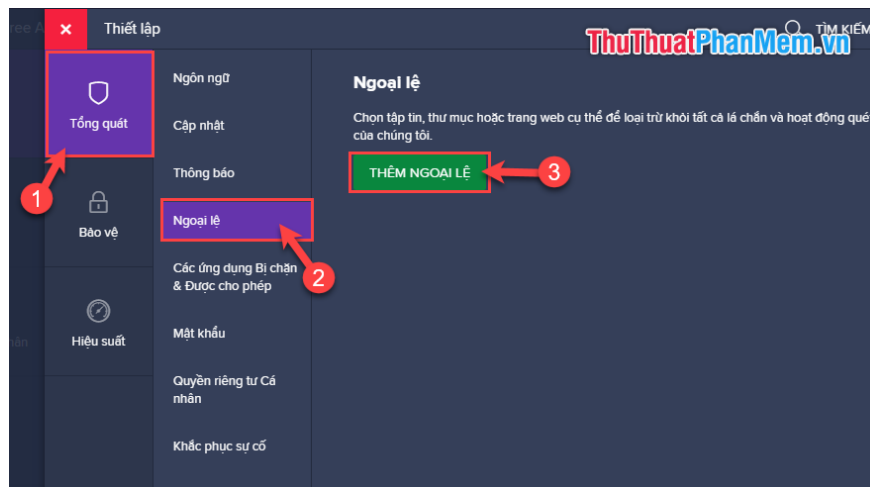 ree A
Thiết lập
TÌM KIẾM
ThuThuatPhanMem.vn
Tổng quát
1
Bảo vệ
Hiệu suất
Ngôn ngữ
Cập nhật
Thông báo
Ngoại lệ
2
Các ứng dụng Bị chặn
& Được cho phép
Mật khẩu
Quyền riêng tư Cá
nhân
Khắc phục sự cố
Ngoại lệ
Chọn tập tin, thư mục hoặc trang web cụ thể để loại trừ khỏi tất cả lá chắn và hoạt động qué
của chúng tôi.
THÊM NGOẠI LỆ
3